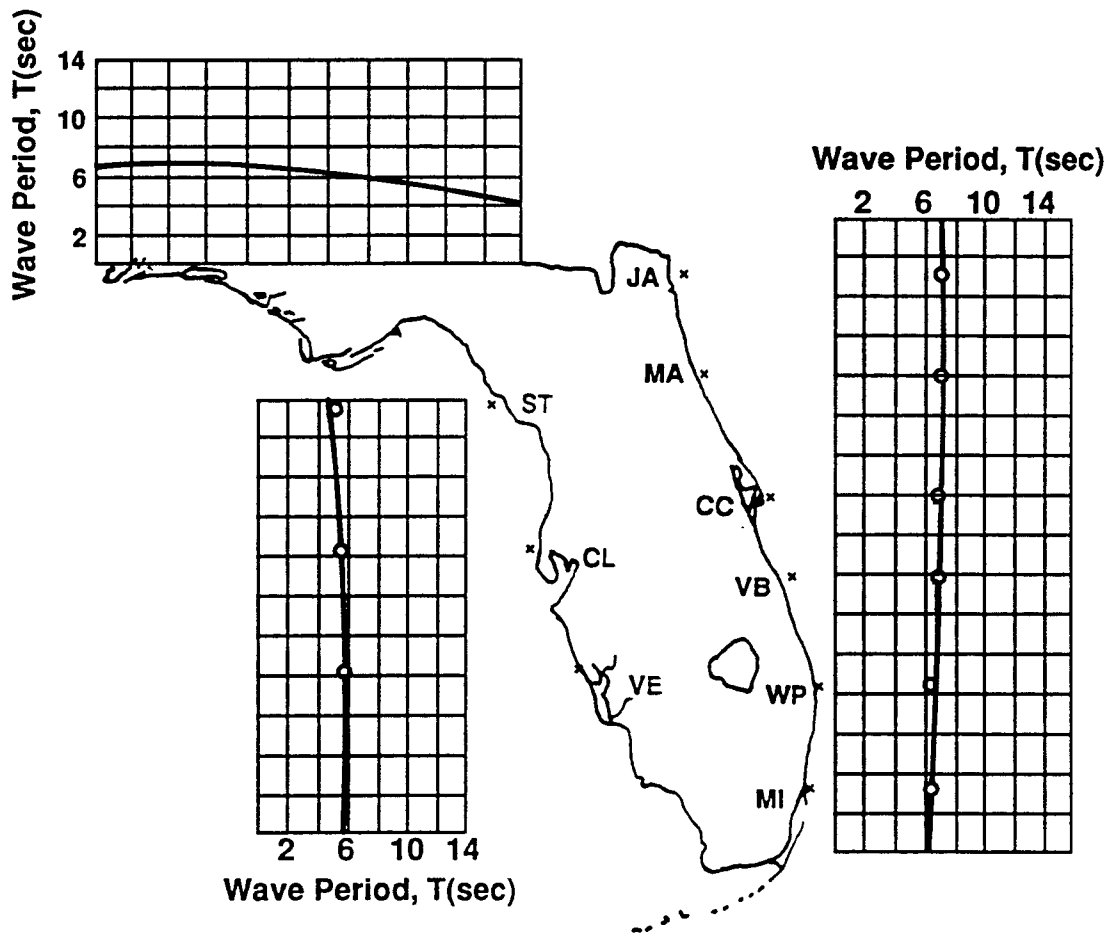 Wave Period, T(sec)
14
10
6
2
Wave Period, T(sec)
2 6 10 14
JA
MA
ST
CC
CL
VB
VE
WP
MI
2 6 10 14
Wave Period, T(sec)